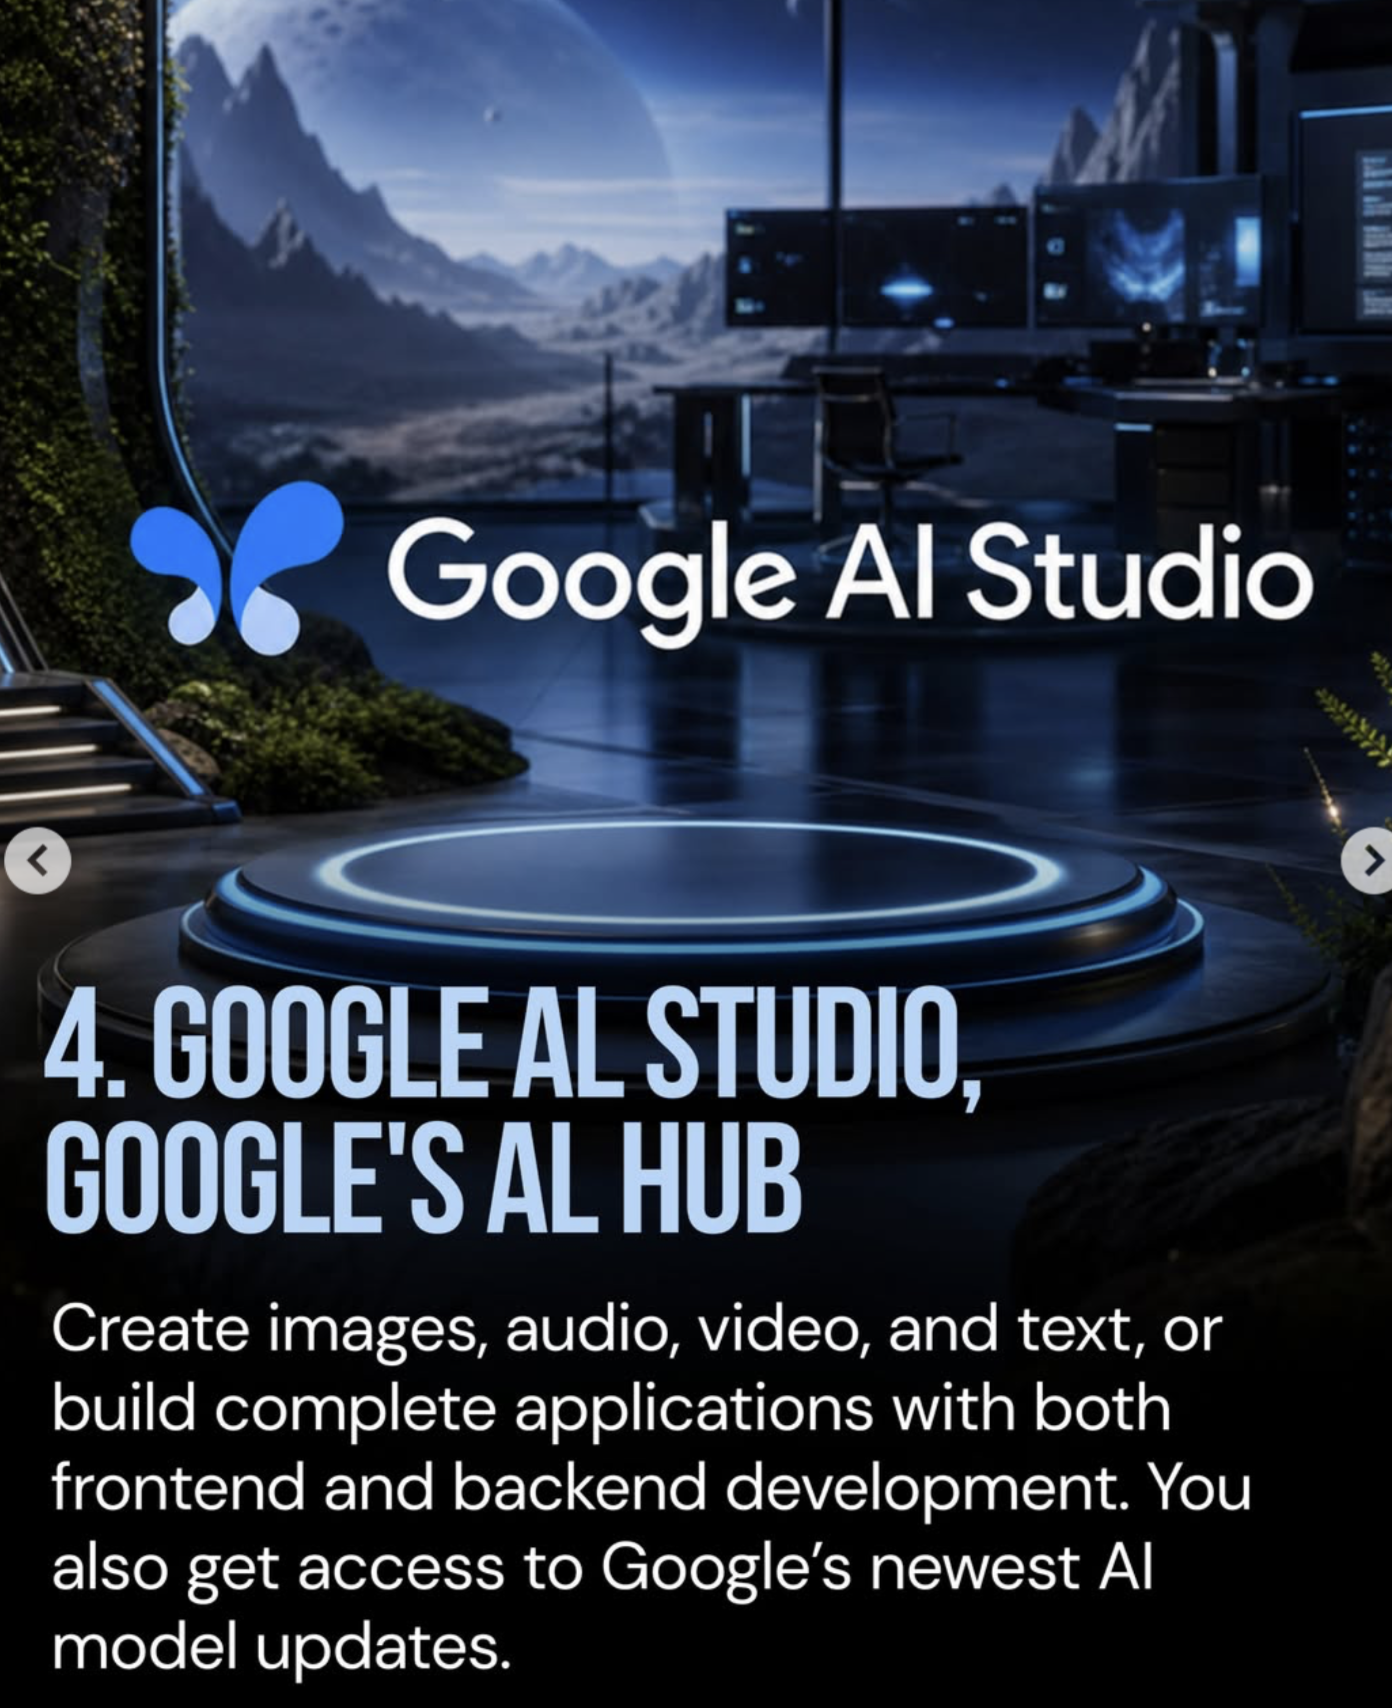 Google AI Studio
4. GOOGLE AL STUDIO,
GOOGLE'S AL HUB
Create images, audio, video, and text, or
build complete applications with both
frontend and backend development. You
also get access to Google’s newest AI
model updates.